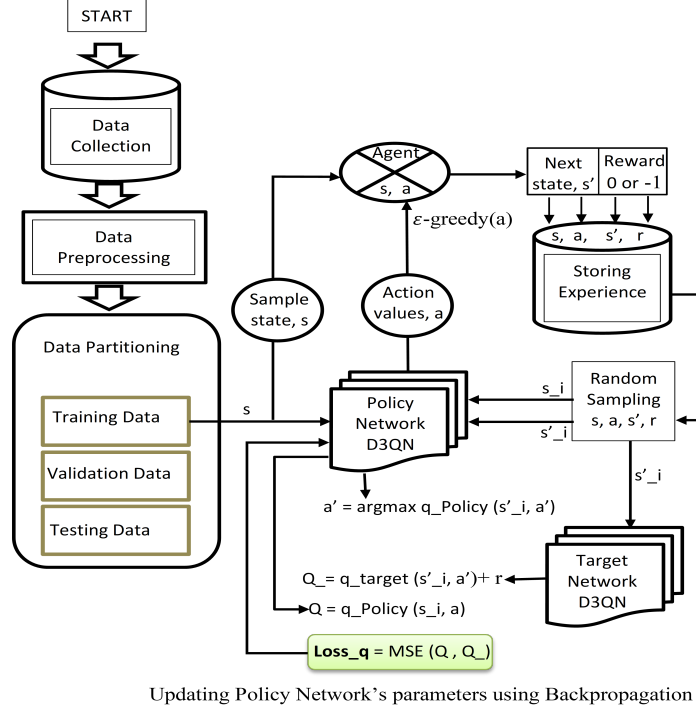 START
Data
Collection
Data
Preprocessing
Data Partitioning
Training Data
Validation Data
Testing Data
s
Sample
state, s
Agent
s, a
ε-greedy(a)
Action
values, a
Next
state, s’
Reward
0 or -1
s, a, s’, r
Storing
Experience
Policy
Network
D3QN
s_i
s’_i
Random
Sampling
s, a, s’, r
s’_i
a’ = argmax q_Policy (s’_i, a’)
Target
Network
D3QN
Q_= q_target (s’_i, a’)+ r
Q = q_Policy (s_i, a)
Loss_q = MSE (Q , Q_)
Updating Policy Network’s parameters using Backpropagation